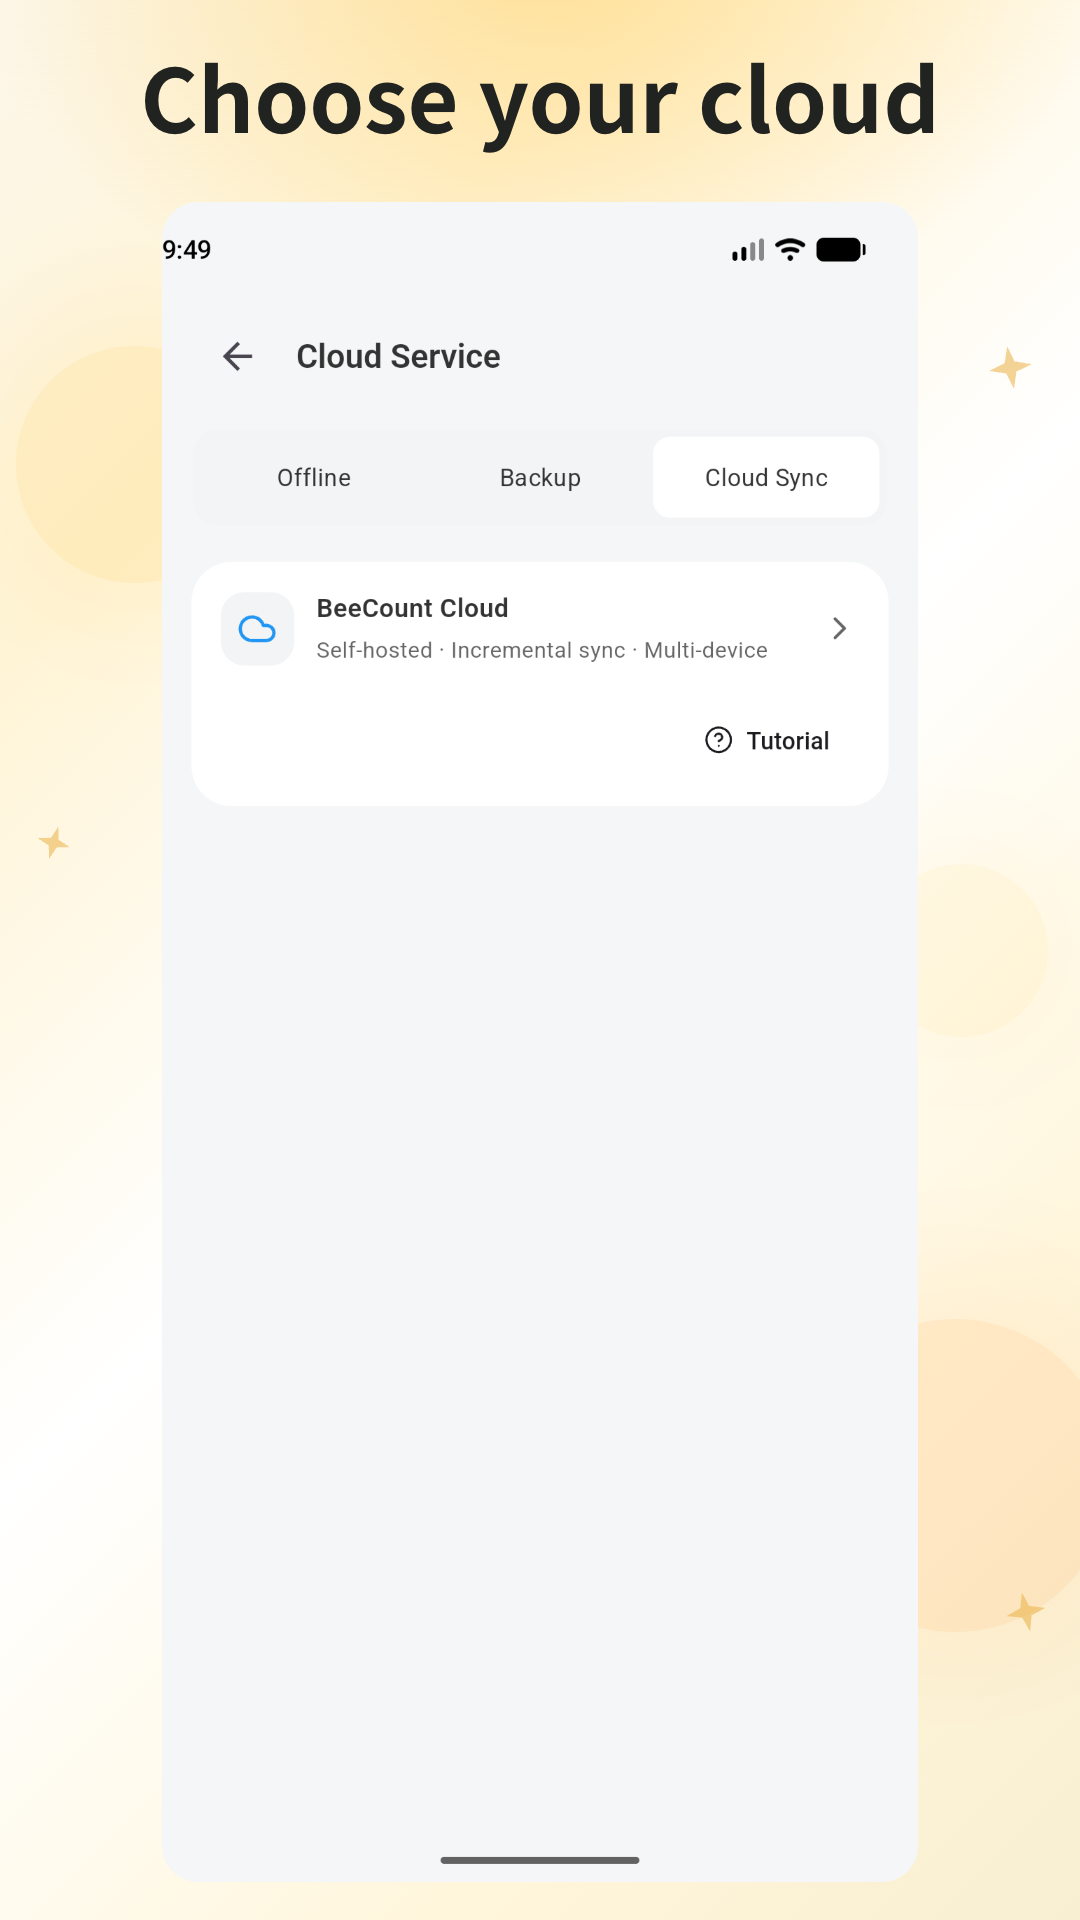 Choose your cloud
9:49
Cloud Service
Offline Backup Cloud Sync
BeeCount Cloud
Self-hosted · Incremental sync · Multi-device
Tutorial